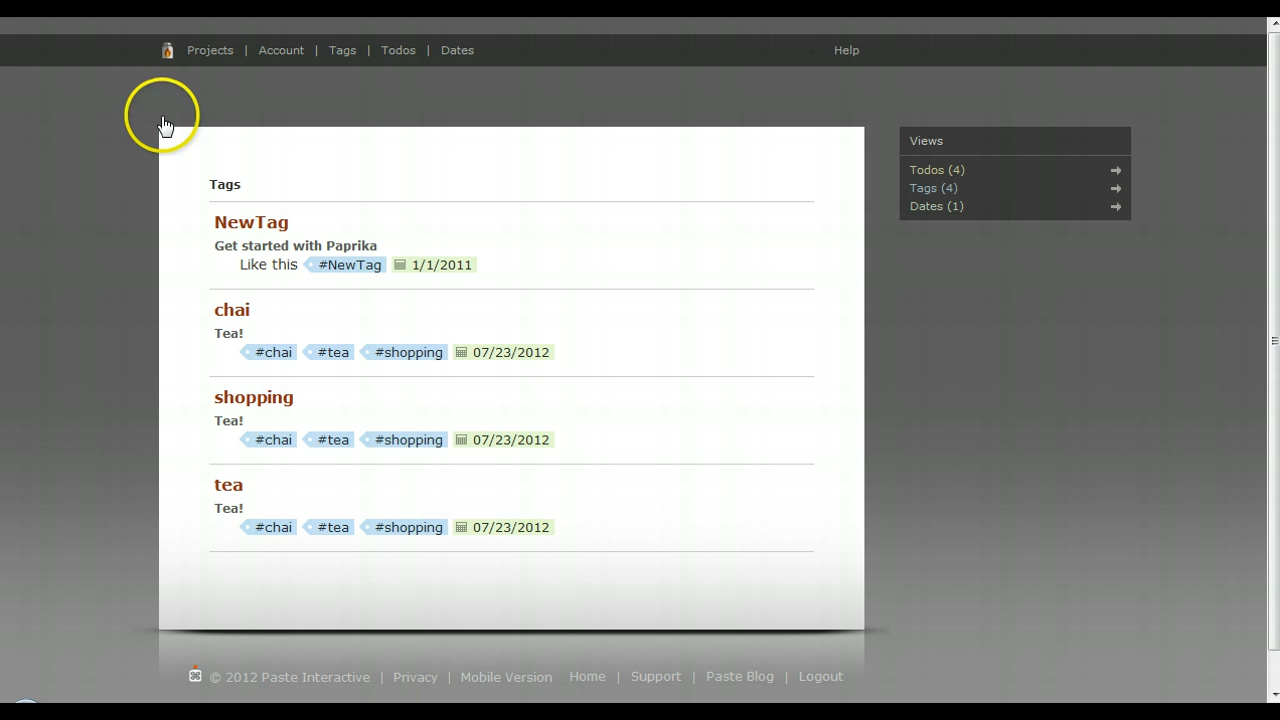 Projects | Account | Tags | Todos | Dates Help
Views
Todos (4)
Tags (4)
Dates (1)
Tags
NewTag
Get started with Paprika
Like this #NewTag 1/1/2011
chai
Tea!
#chai #tea #shopping 07/23/2012
shopping
Tea!
#chai #tea #shopping 07/23/2012
tea
Tea!
#chai #tea #shopping 07/23/2012
© 2012 Paste Interactive | Privacy | Mobile Version Home | Support | Paste Blog | Logout